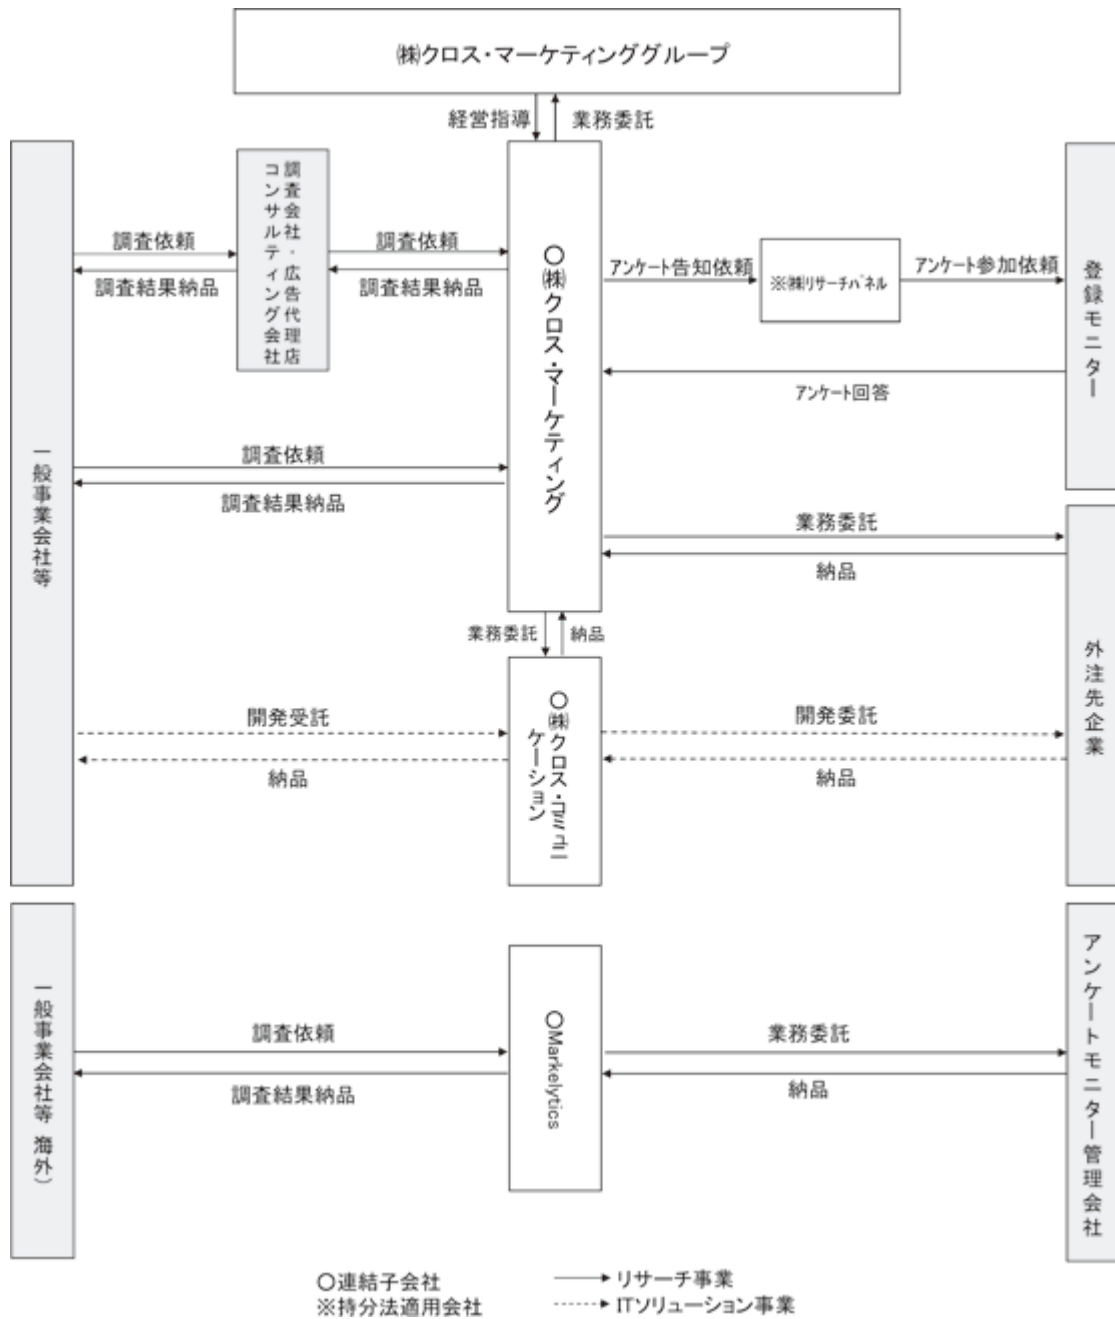 ㈱クロス・マーケティンググループ
経営指導
業務委託
調査会社・広告代理店
コンサルティング会社
調査依頼
調査結果納品
調査依頼
調査結果納品
○㈱クロス・マーケティング
アンケート告知依頼
※㈱リサーチパネル
アンケート参加依頼
登録モニター
アンケート回答
一般事業会社等
調査依頼
調査結果納品
業務委託
納品
業務委託
納品
外注先企業
開発受託
納品
○㈱クロス・コミュニ
ケーション
開発委託
納品
一般事業会社等 海外）
調査依頼
調査結果納品
○Markelytics
業務委託
納品
アンケートモニター管理会社
○連結子会社
リサーチ事業
※持分法適用会社
ITソリューション事業